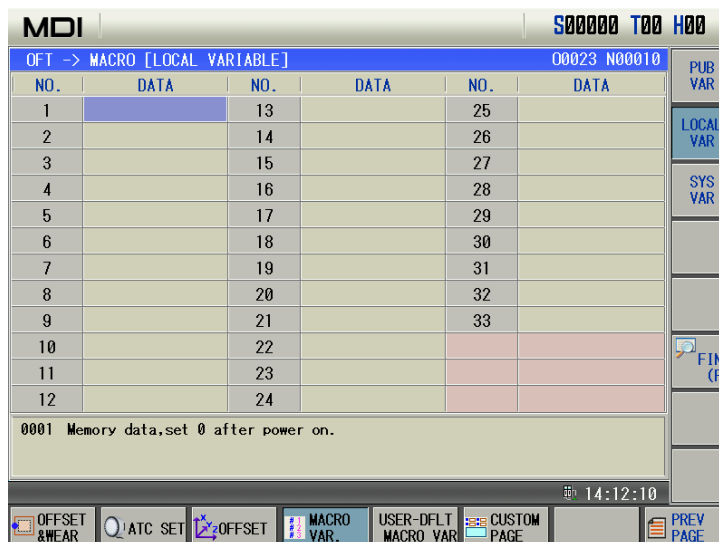 MDI S00000 T00 H00
OFT -> MACRO [LOCAL VARIABLE] O0023 N00010
NO. DATA NO. DATA NO. DATA
1 13 25
2 14 26
3 15 27
4 16 28
5 17 29
6 18 30
7 19 31
8 20 32
9 21 33
10 22
11 23
12 24
0001 Memory data,set 0 after power on.
14:12:10
PUB
VAR
LOCAL
VAR
SYS
VAR
FIN
(F
OFFSET
&WEAR
ATC SET
OFFSET
MACRO
VAR.
USER-DFLT
MACRO VAR
CUSTOM
PAGE
PREV
PAGE